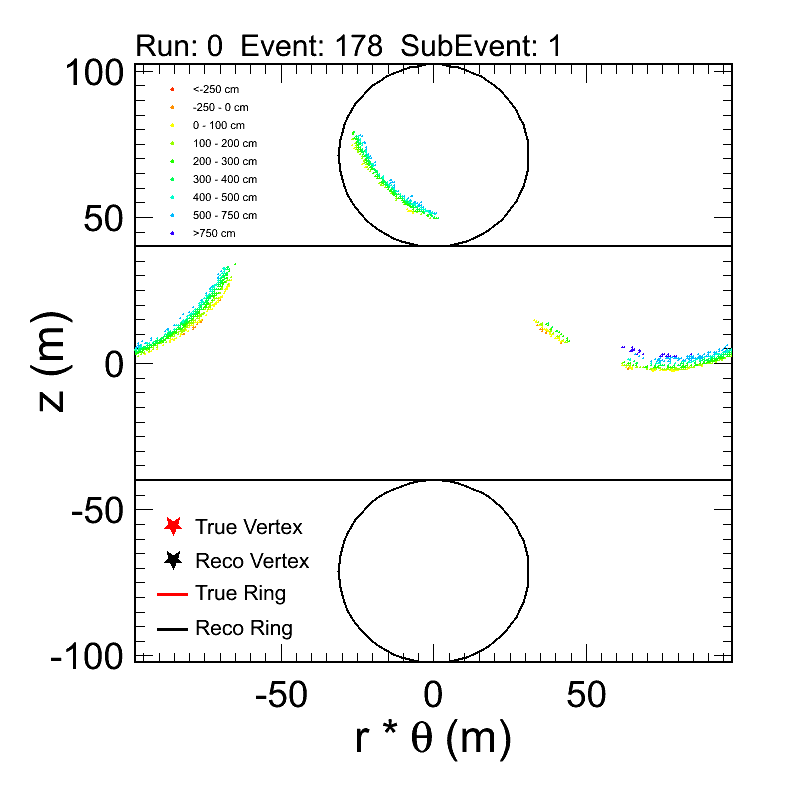 Run: 0  Event: 178  SubEvent: 1
100
<-250 cm
-250 - 0 cm
0 - 100 cm
100 - 200 cm
200 - 300 cm
300 - 400 cm
400 - 500 cm
500 - 750 cm
>750 cm
50
0
z (m)
-50
True Vertex
Reco Vertex
True Ring
Reco Ring
-100
-50 0 50
r * θ (m)